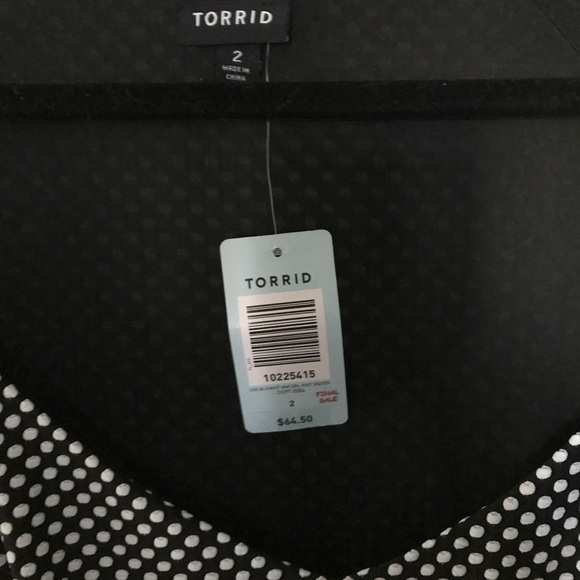 TORRID
2
MADE IN
CHINA
TORRID
10225415
2
FINAL
SALE
$64.50